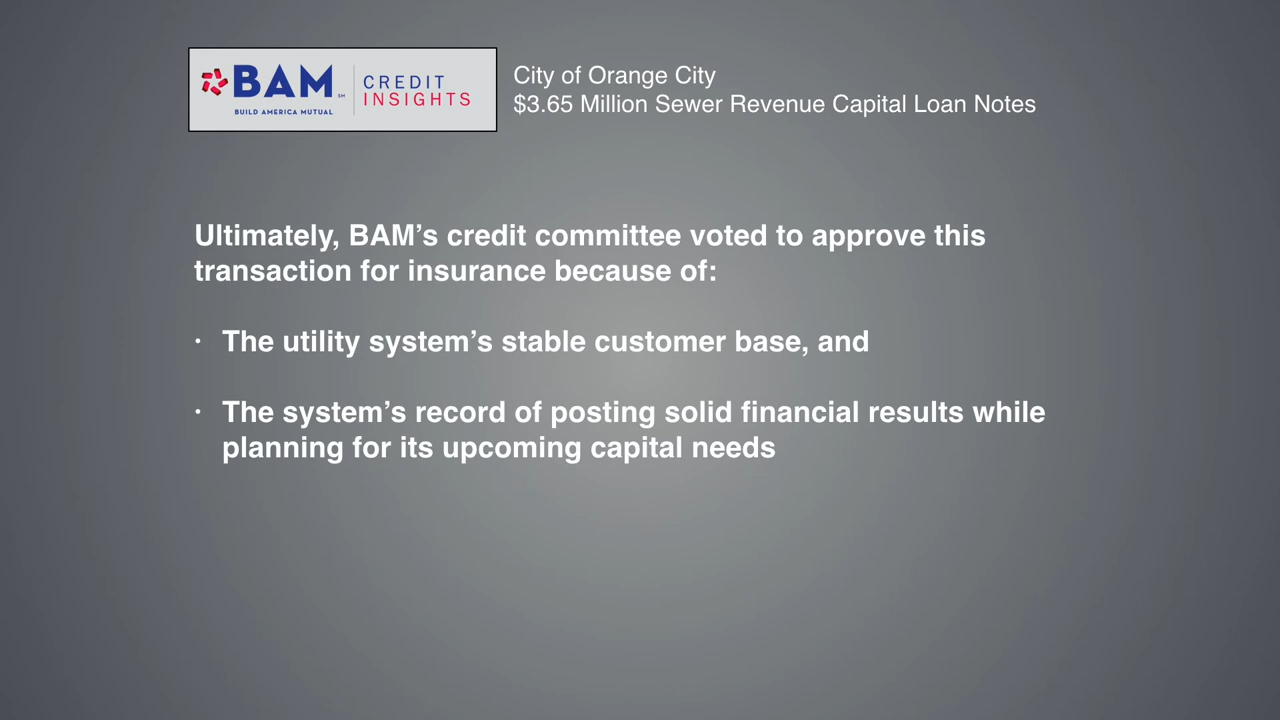 BAM SM
BUILD AMERICA MUTUAL
CREDIT
INSIGHTS
City of Orange City
$3.65 Million Sewer Revenue Capital Loan Notes
Ultimately, BAM’s credit committee voted to approve this
transaction for insurance because of:
· The utility system’s stable customer base, and
· The system’s record of posting solid financial results while
planning for its upcoming capital needs